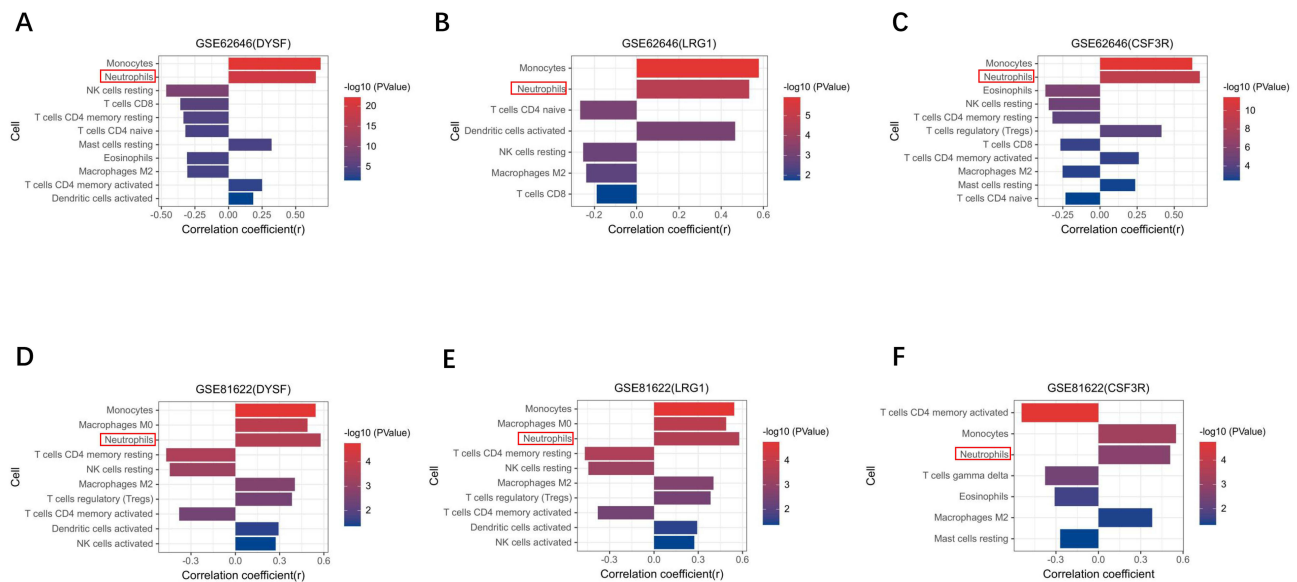 A
GSE62646(DYSF)
Cell
Monocytes
Neutrophils
NK cells resting
T cells CD8
T cells CD4 memory resting
T cells CD4 naive
Mast cells resting
Eosinophils
Macrophages M2
T cells CD4 memory activated
Dendritic cells activated
-0.50 -0.25 0.00 0.25 0.50
Correlation coefficient(r)
-log10 (PValue)
20
15
10
5
B
GSE62646(LRG1)
Cell
Monocytes
Neutrophils
T cells CD4 naive
Dendritic cells activated
NK cells resting
Macrophages M2
T cells CD8
-0.2 0.0 0.2 0.4 0.6
Correlation coefficient(r)
-log10 (PValue)
5
4
3
2
C
GSE62646(CSF3R)
Cell
Monocytes
Neutrophils
Eosinophils
NK cells resting
T cells CD4 memory resting
T cells regulatory (Tregs)
T cells CD8
T cells CD4 memory activated
Macrophages M2
Mast cells resting
T cells CD4 naive
-0.25 0.00 0.25 0.50
Correlation coefficient(r)
-log10 (PValue)
10
8
6
4
D
GSE81622(DYSF)
Cell
Monocytes
Macrophages M0
Neutrophils
T cells CD4 memory resting
NK cells resting
Macrophages M2
T cells regulatory (Tregs)
T cells CD4 memory activated
Dendritic cells activated
NK cells activated
-0.3 0.0 0.3 0.6
Correlation coefficient(r)
-log10 (PValue)
4
3
2
E
GSE81622(LRG1)
Cell
Monocytes
Macrophages M0
Neutrophils
T cells CD4 memory resting
NK cells resting
Macrophages M2
T cells regulatory (Tregs)
T cells CD4 memory activated
Dendritic cells activated
NK cells activated
-0.3 0.0 0.3 0.6
Correlation coefficient(r)
-log10 (PValue)
4
3
2
F
GSE81622(CSF3R)
Cell
T cells CD4 memory activated
Monocytes
Neutrophils
T cells gamma delta
Eosinophils
Macrophages M2
Mast cells resting
-0.3 0.0 0.3 0.6
Correlation coefficient
-log10 (PValue)
4
3
2